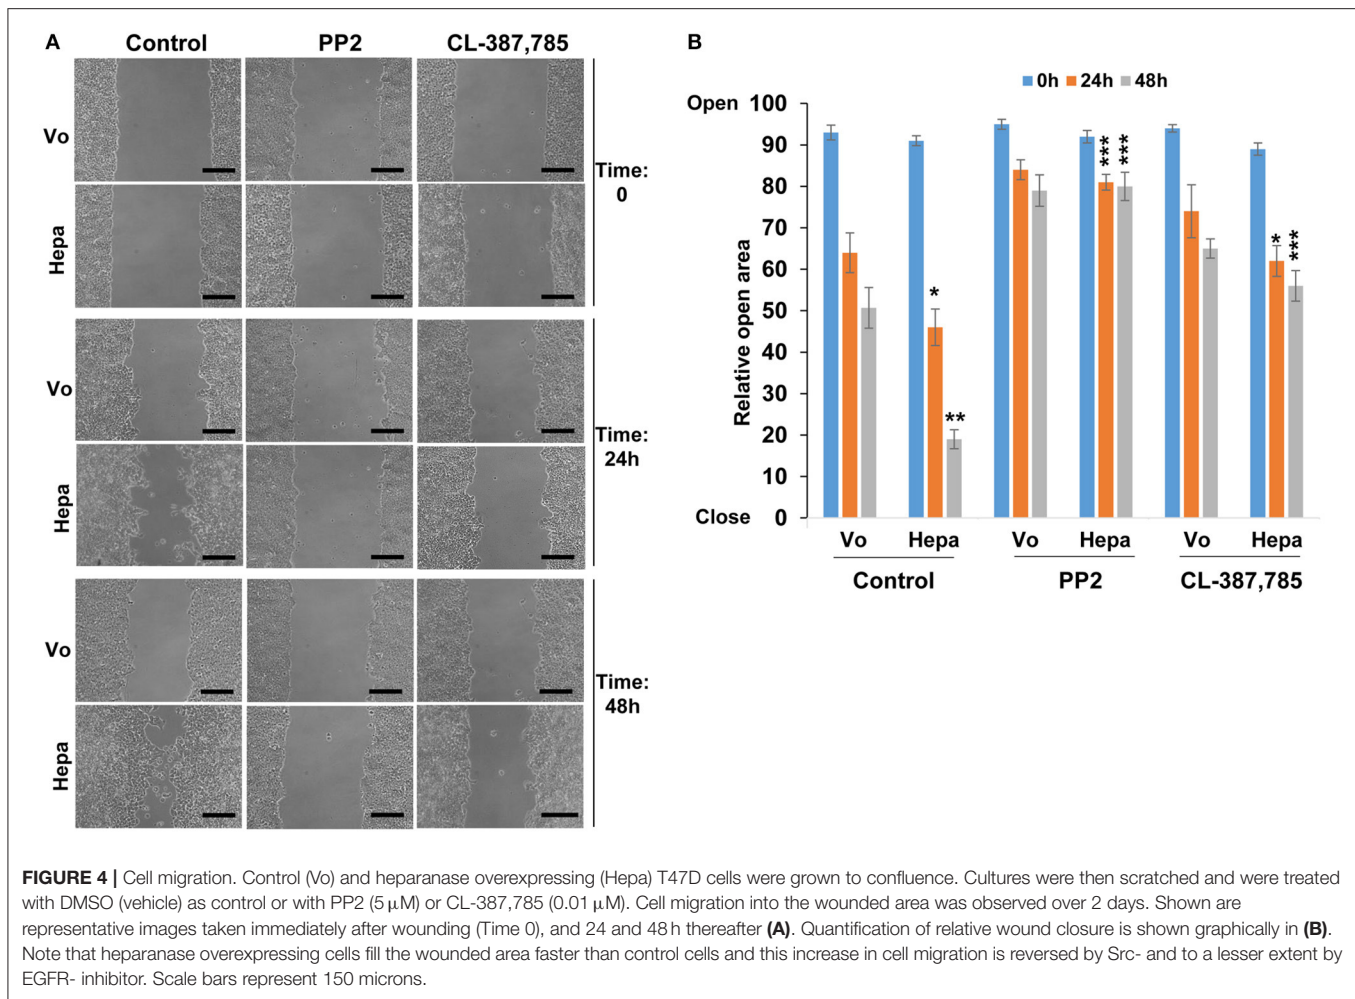 A
Control
PP2
CL-387,785
Vo
Hepa
Time:
0
Vo
Hepa
Time:
24h
Vo
Hepa
Time:
48h
B
0h 24h 48h
Open
Relative open area
100
90
80
70
60
50
40
30
20
10
Close 0
*
**
***
***
*
***
Vo Hepa Vo Hepa Vo Hepa
Control PP2 CL-387,785
FIGURE 4 | Cell migration. Control (Vo) and heparanase overexpressing (Hepa) T47D cells were grown to confluence. Cultures were then scratched and were treated
with DMSO (vehicle) as control or with PP2 (5 μM) or CL-387,785 (0.01 μM). Cell migration into the wounded area was observed over 2 days. Shown are
representative images taken immediately after wounding (Time 0), and 24 and 48 h thereafter (A). Quantification of relative wound closure is shown graphically in (B).
Note that heparanase overexpressing cells fill the wounded area faster than control cells and this increase in cell migration is reversed by Src- and to a lesser extent by
EGFR- inhibitor. Scale bars represent 150 microns.